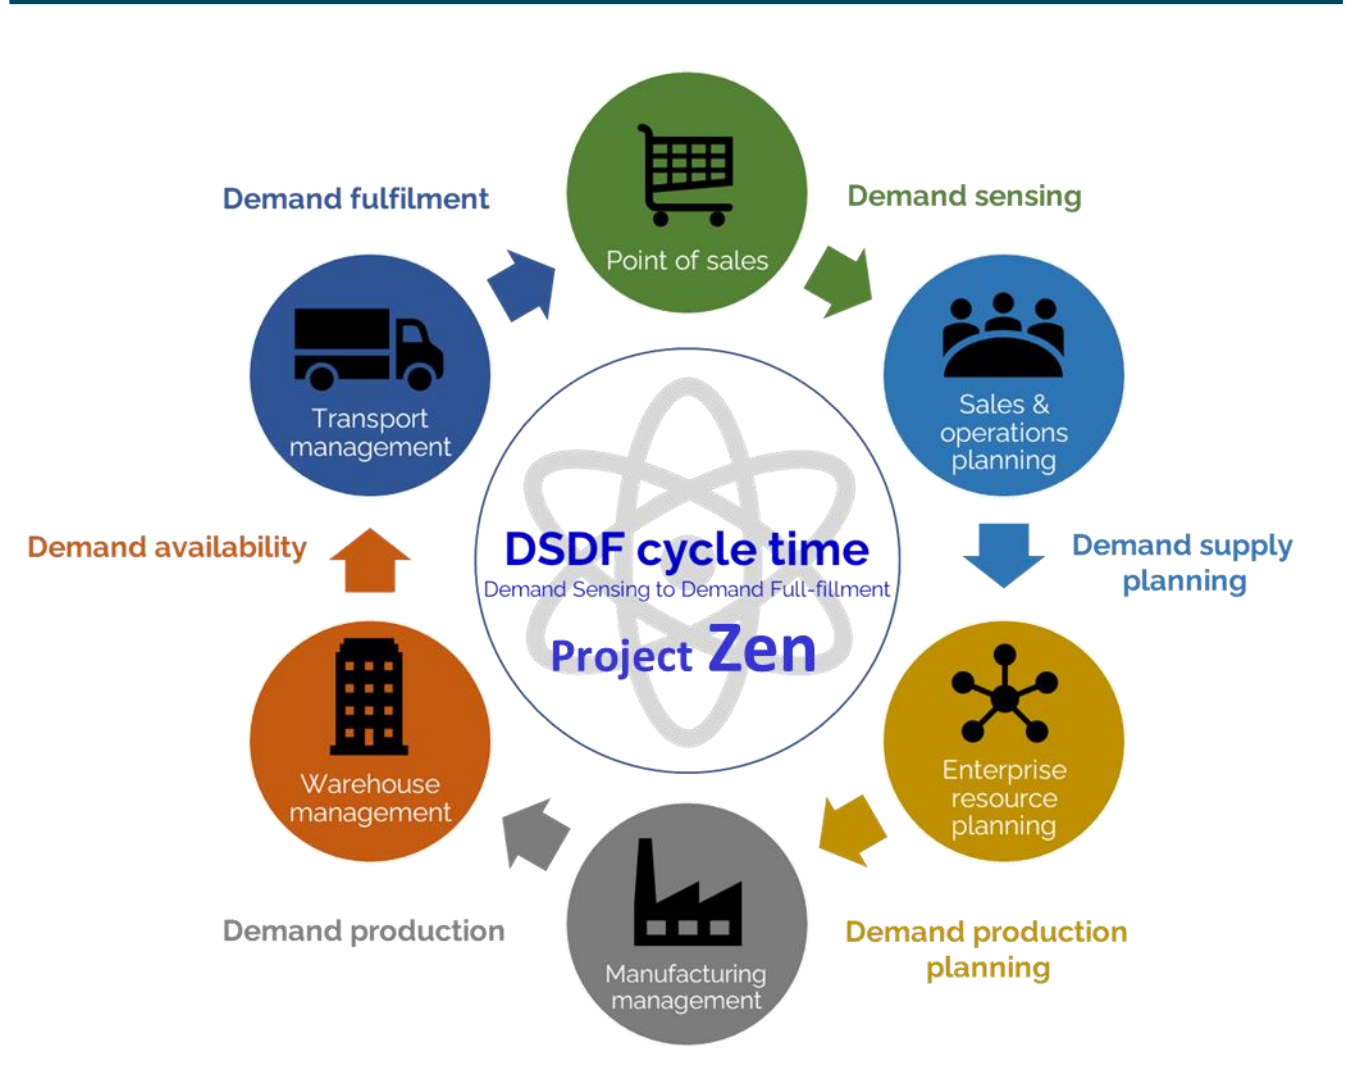 Point of sales
Demand sensing
Sales &
operations
planning
Demand supply
planning
Enterprise
resource
planning
Demand production
planning
Manufacturing
management
Demand production
Warehouse
management
Demand availability
Transport
management
Demand fulfilment
DSDF cycle time
Demand Sensing to Demand Full-fillment
Project Zen